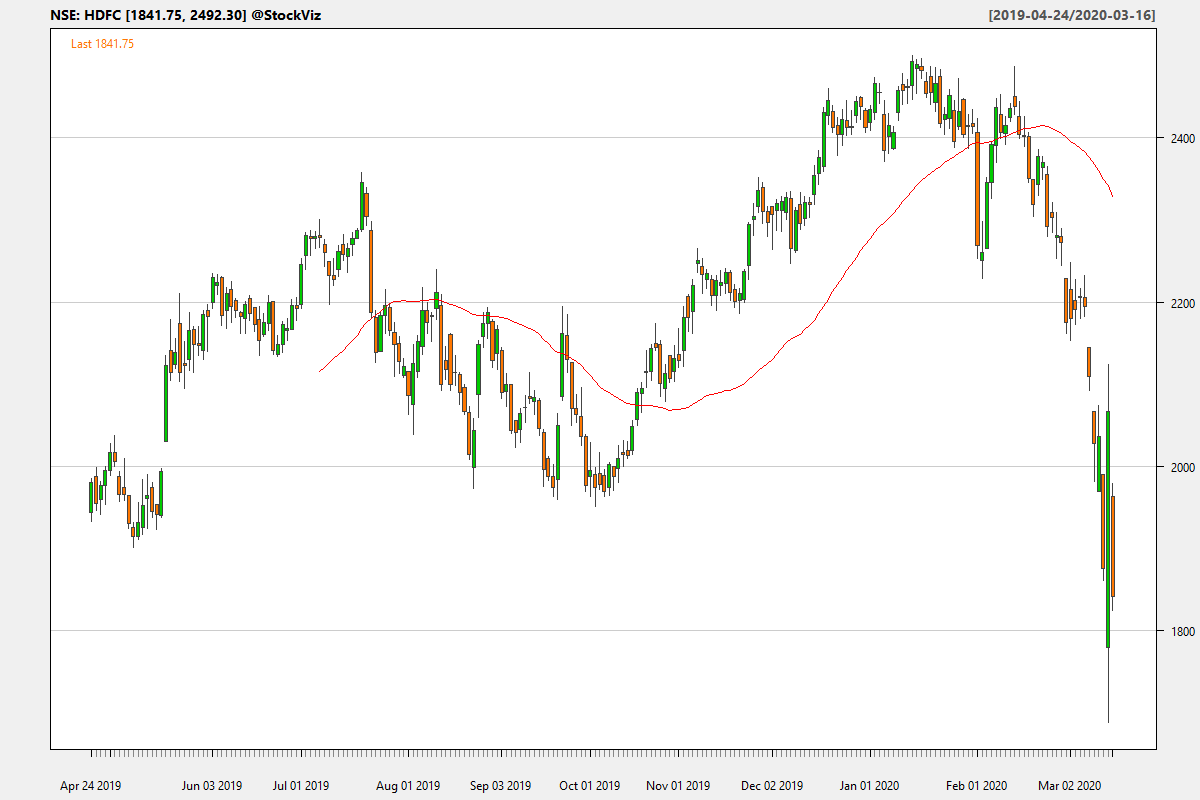 NSE: HDFC [1841.75, 2492.30] @StockViz
[2019-04-24/2020-03-16]
Last 1841.75
2400
2200
2000
1800
Apr 24 2019 Jun 03 2019 Jul 01 2019 Aug 01 2019 Sep 03 2019 Oct 01 2019 Nov 01 2019 Dec 02 2019 Jan 01 2020 Feb 01 2020 Mar 02 2020